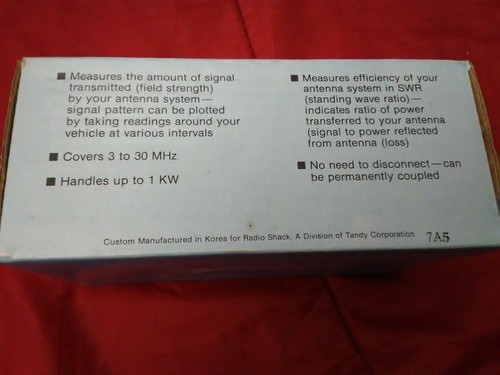 ■ Measures the amount of signal
transmitted (field strength)
by your antenna system—
signal pattern can be plotted
by taking readings around your
vehicle at various intervals
■ Covers 3 to 30 MHz
■ Handles up to 1 KW
■ Measures efficiency of your
antenna system in SWR
(standing wave ratio)—
indicates ratio of power
transferred to your antenna
(signal to power reflected
from antenna (loss)
■ No need to disconnect—can
be permanently coupled
Custom Manufactured in Korea for Radio Shack, A Division of Tandy Corporation 7A5